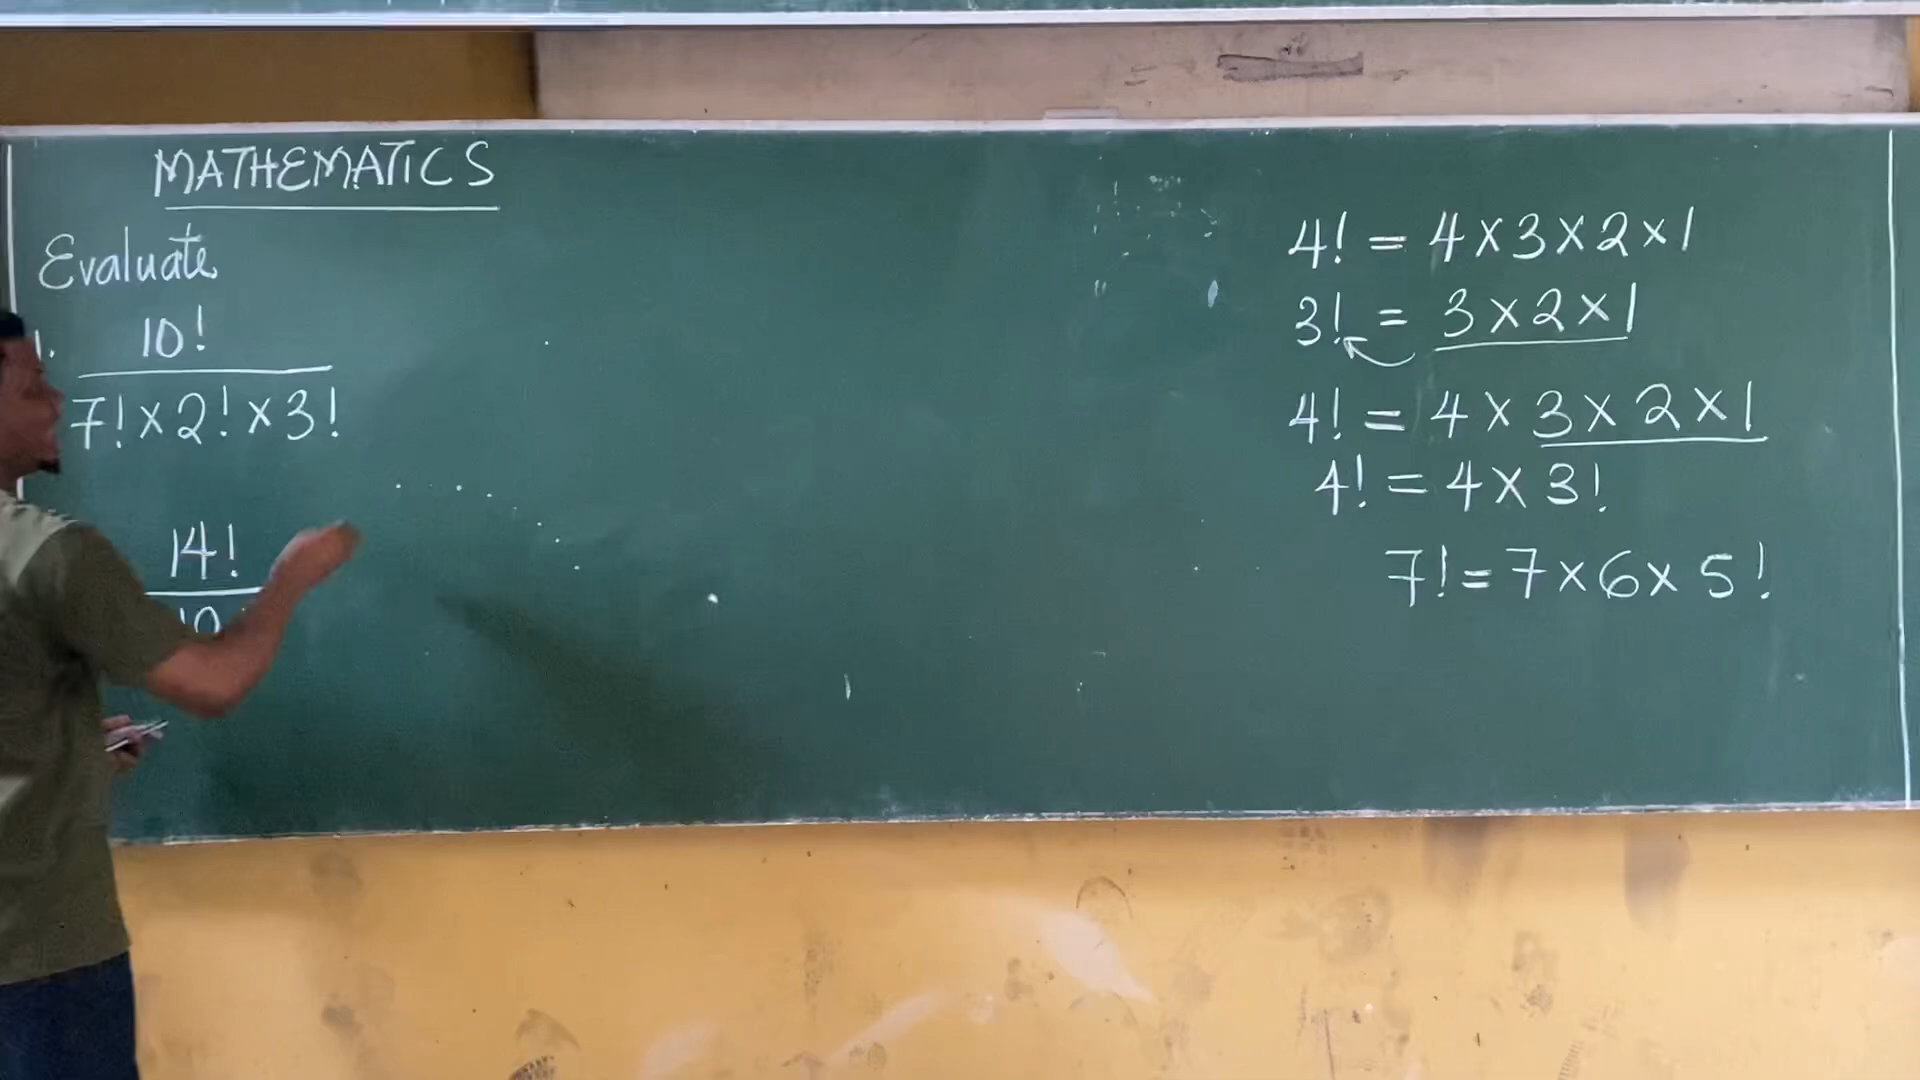 MATHEMATICS
Evaluate
1. 10!
7! × 2! × 3!
14!
4! = 4 × 3 × 2 × 1
3! = 3 × 2 × 1
4! = 4 × 3 × 2 × 1
4! = 4 × 3!
7! = 7 × 6 × 5!